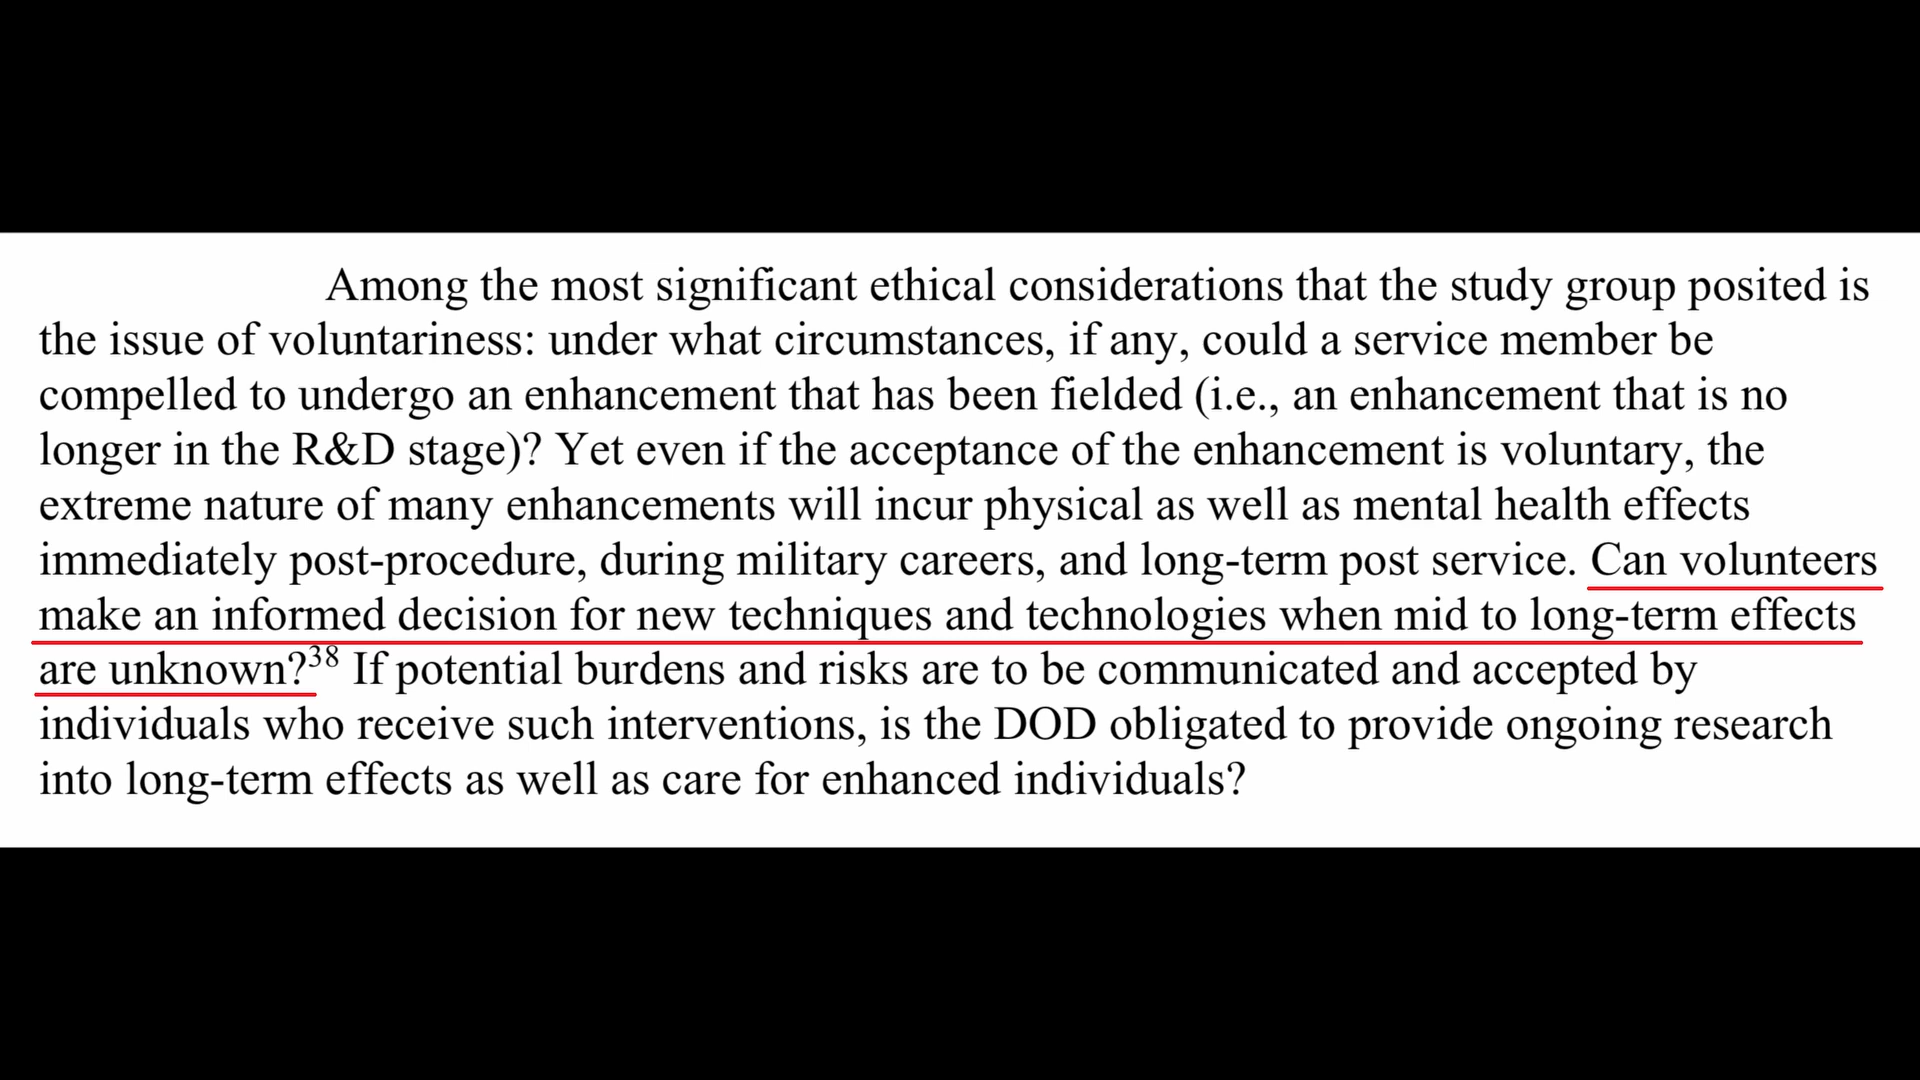 Among the most significant ethical considerations that the study group posited is
the issue of voluntariness: under what circumstances, if any, could a service member be
compelled to undergo an enhancement that has been fielded (i.e., an enhancement that is no
longer in the R&D stage)? Yet even if the acceptance of the enhancement is voluntary, the
extreme nature of many enhancements will incur physical as well as mental health effects
immediately post-procedure, during military careers, and long-term post service. Can volunteers
make an informed decision for new techniques and technologies when mid to long-term effects
are unknown?38 If potential burdens and risks are to be communicated and accepted by
individuals who receive such interventions, is the DOD obligated to provide ongoing research
into long-term effects as well as care for enhanced individuals?